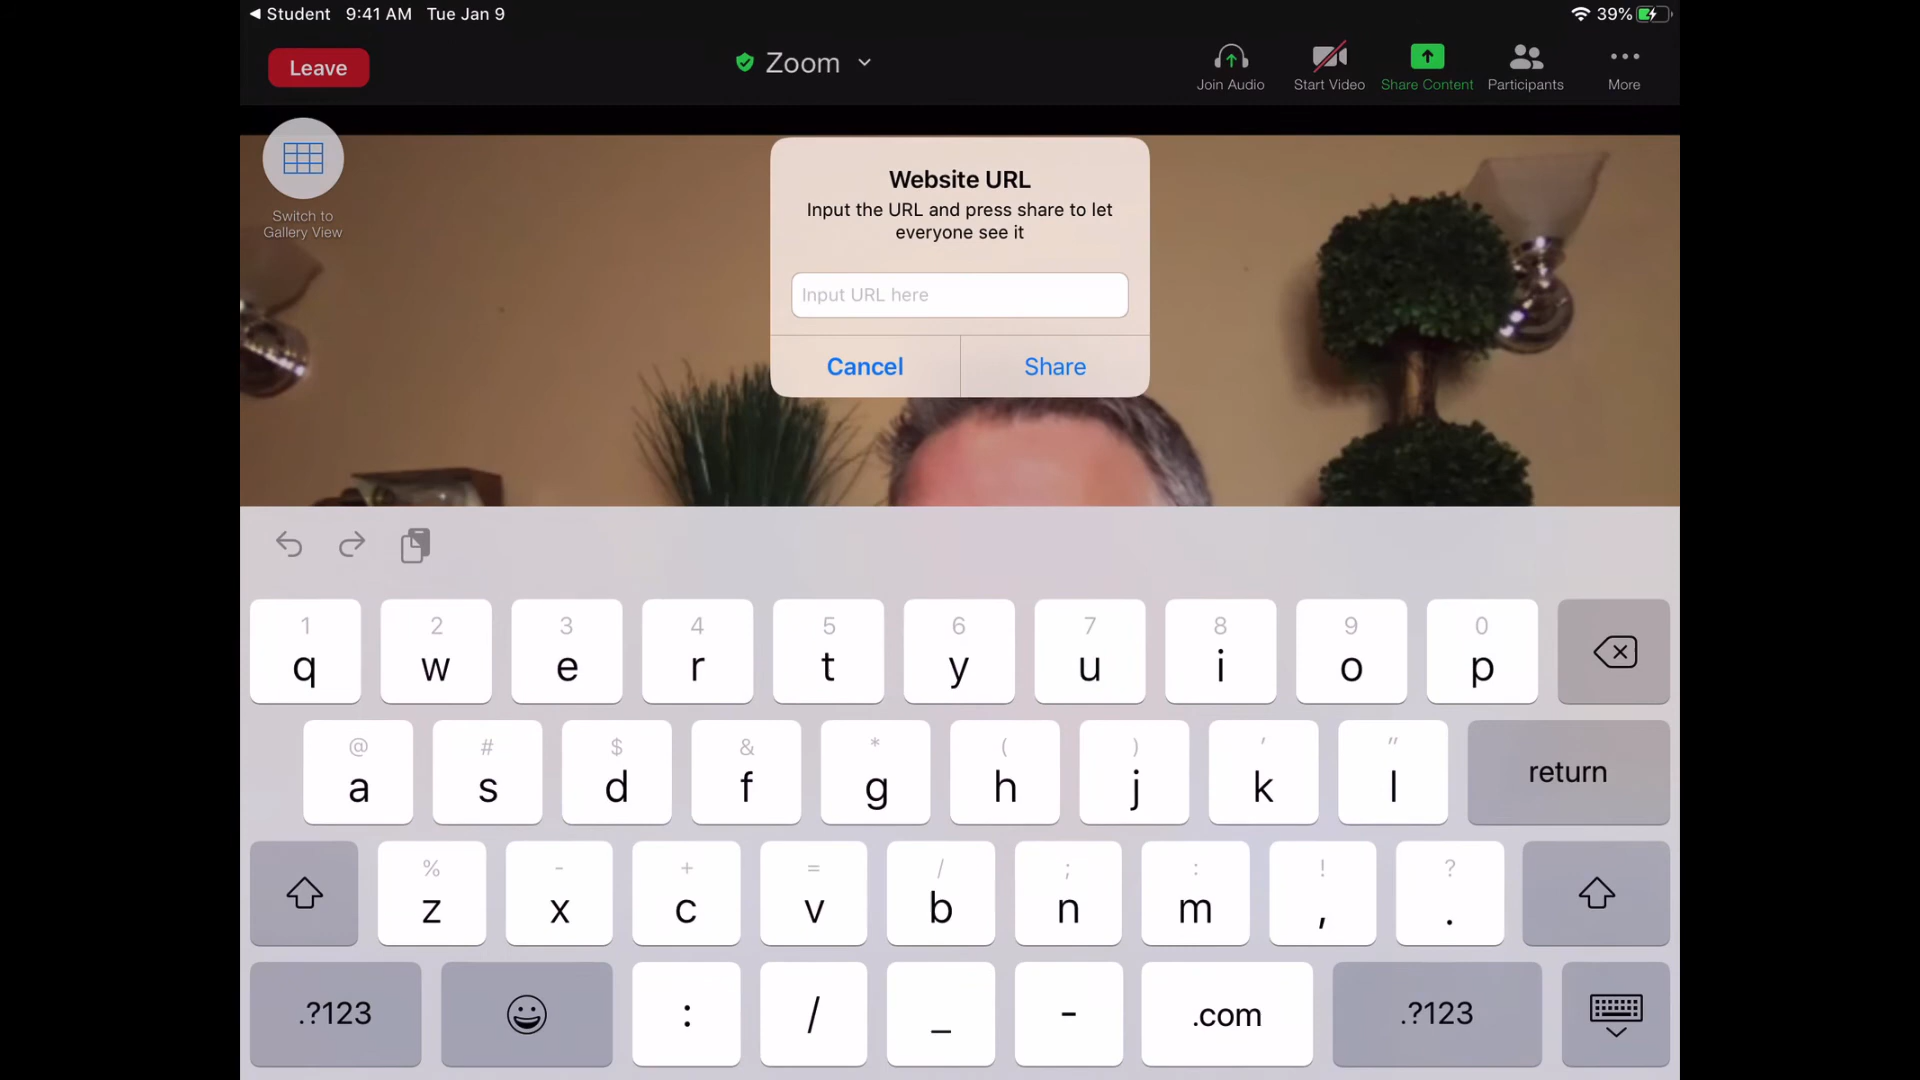 ◀ Student 9:41 AM Tue Jan 9 39%
Leave
Zoom
Join Audio
Start Video
Share Content
Participants
More
Switch to
Gallery View
Website URL
Input the URL and press share to let
everyone see it
Input URL here
Cancel Share
1 2 3 4 5 6 7 8 9 0
q w e r t y u i o p
@ # $ & * ( ) ' "
a s d f g h j k l return
% - + = / ; : ! ?
z x c v b n m , .
.?123 : / _ - .com .?123